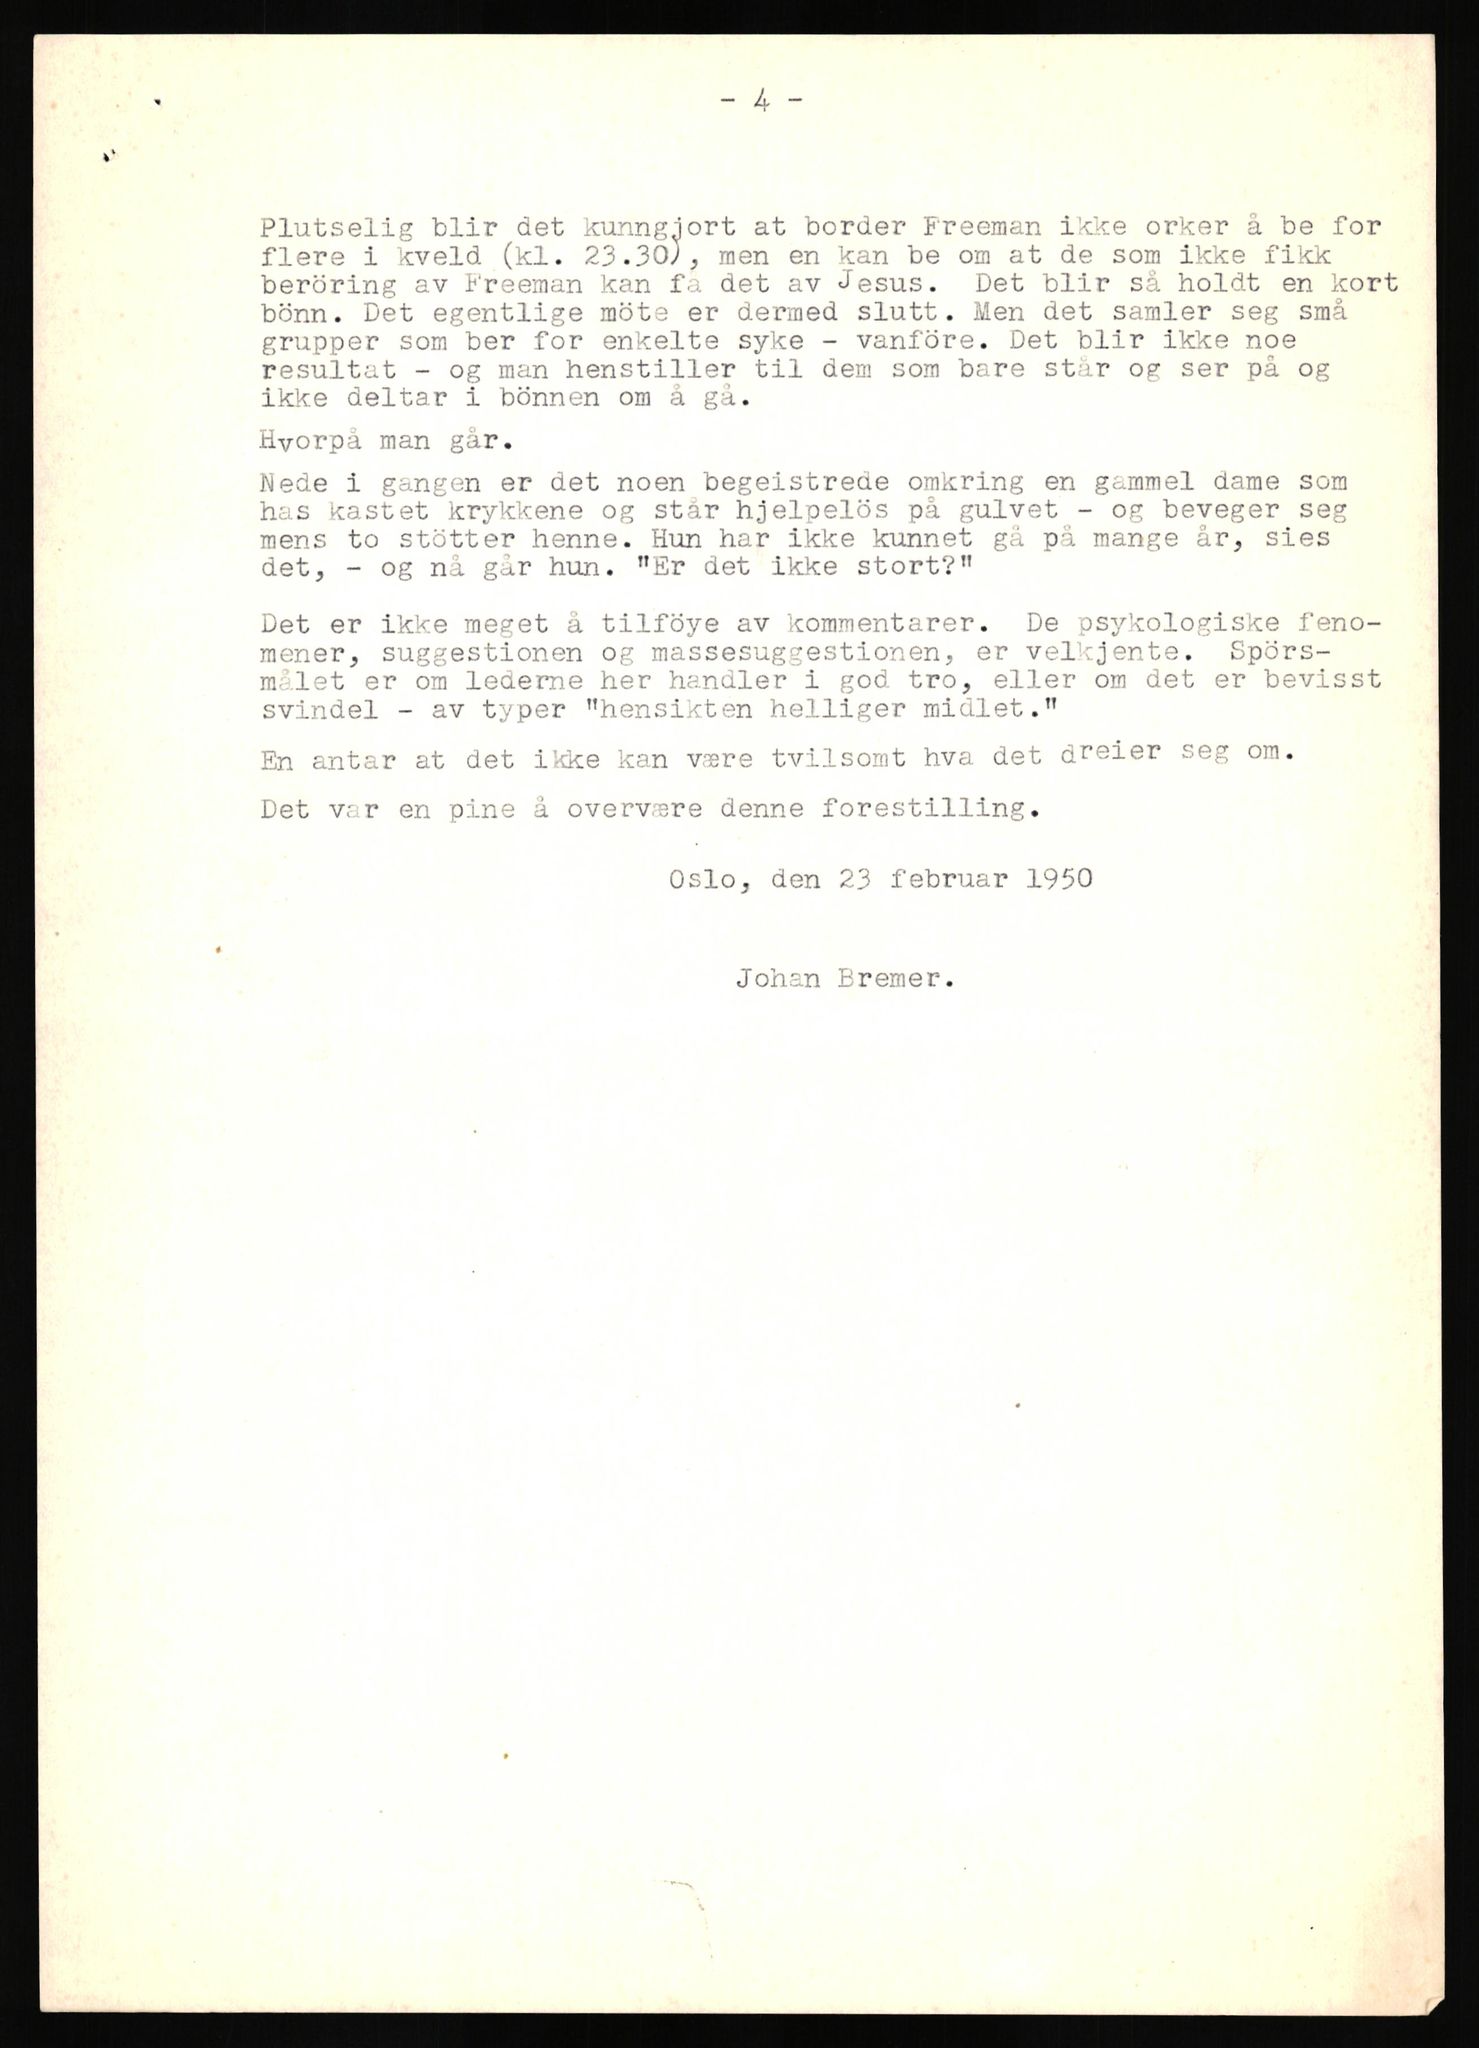 - 4 -
Plutselig blir det kunngjort at border Freeman ikke orker å be for
flere i kveld (kl. 23.30), men en kan be om at de som ikke fikk
beröring av Freeman kan få det av Jesus. Det blir så holdt en kort
bönn. Det egentlige möte er dermed slutt. Men det samler seg små
grupper som ber for enkelte syke - vanföre. Det blir ikke noe
resultat - og man henstiller til dem som bare står og ser på og
ikke deltar i bönnen om å gå.
Hvorpå man går.
Nede i gangen er det noen begeistrede omkring en gammel dame som
has kastet krykkene og står hjelpelös på gulvet - og beveger seg
mens to stötter henne. Hun har ikke kunnet gå på mange år, sies
det, - og nå går hun. "Er det ikke stort?"
Det er ikke meget å tilföye av kommentarer. De psykologiske feno-
mener, suggestionen og massesuggestionen, er velkjente. Spörs-
målet er om lederne her handler i god tro, eller om det er bevisst
svindel - av typer "hensikten helliger midlet."
En antar at det ikke kan være tvilsomt hva det dreier seg om.
Det var en pine å overvære denne forestilling.
Oslo, den 23 februar 1950
Johan Bremer.